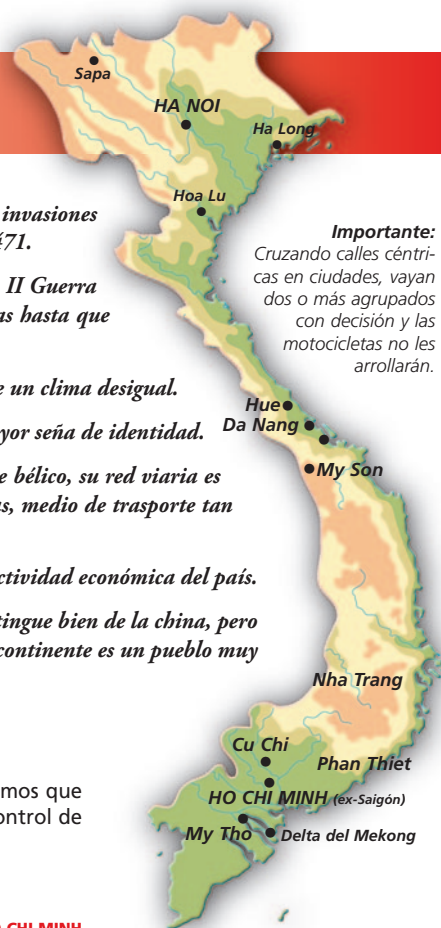 Sapa
HA NOI
Ha Long
Hoa Lu
invasiones
471.
II Guerra
as hasta que
Importante:
Cruzando calles céntri-
cas en ciudades, vayan
dos o más agrupados
con decisión y las
motocicletas no les
arrollarán.
e un clima desigual.
yor seña de identidad.
e bélico, su red viaria es
as, medio de trasporte tan
Hue
Da Nang
My Son
ctividad económica del país.
tingue bien de la china, pero
continente es un pueblo muy
Nha Trang
Cu Chi
Phan Thiet
HO CHI MINH (ex-Saigón)
My Tho
Delta del Mekong
mos que
ontrol de
CHI MINH